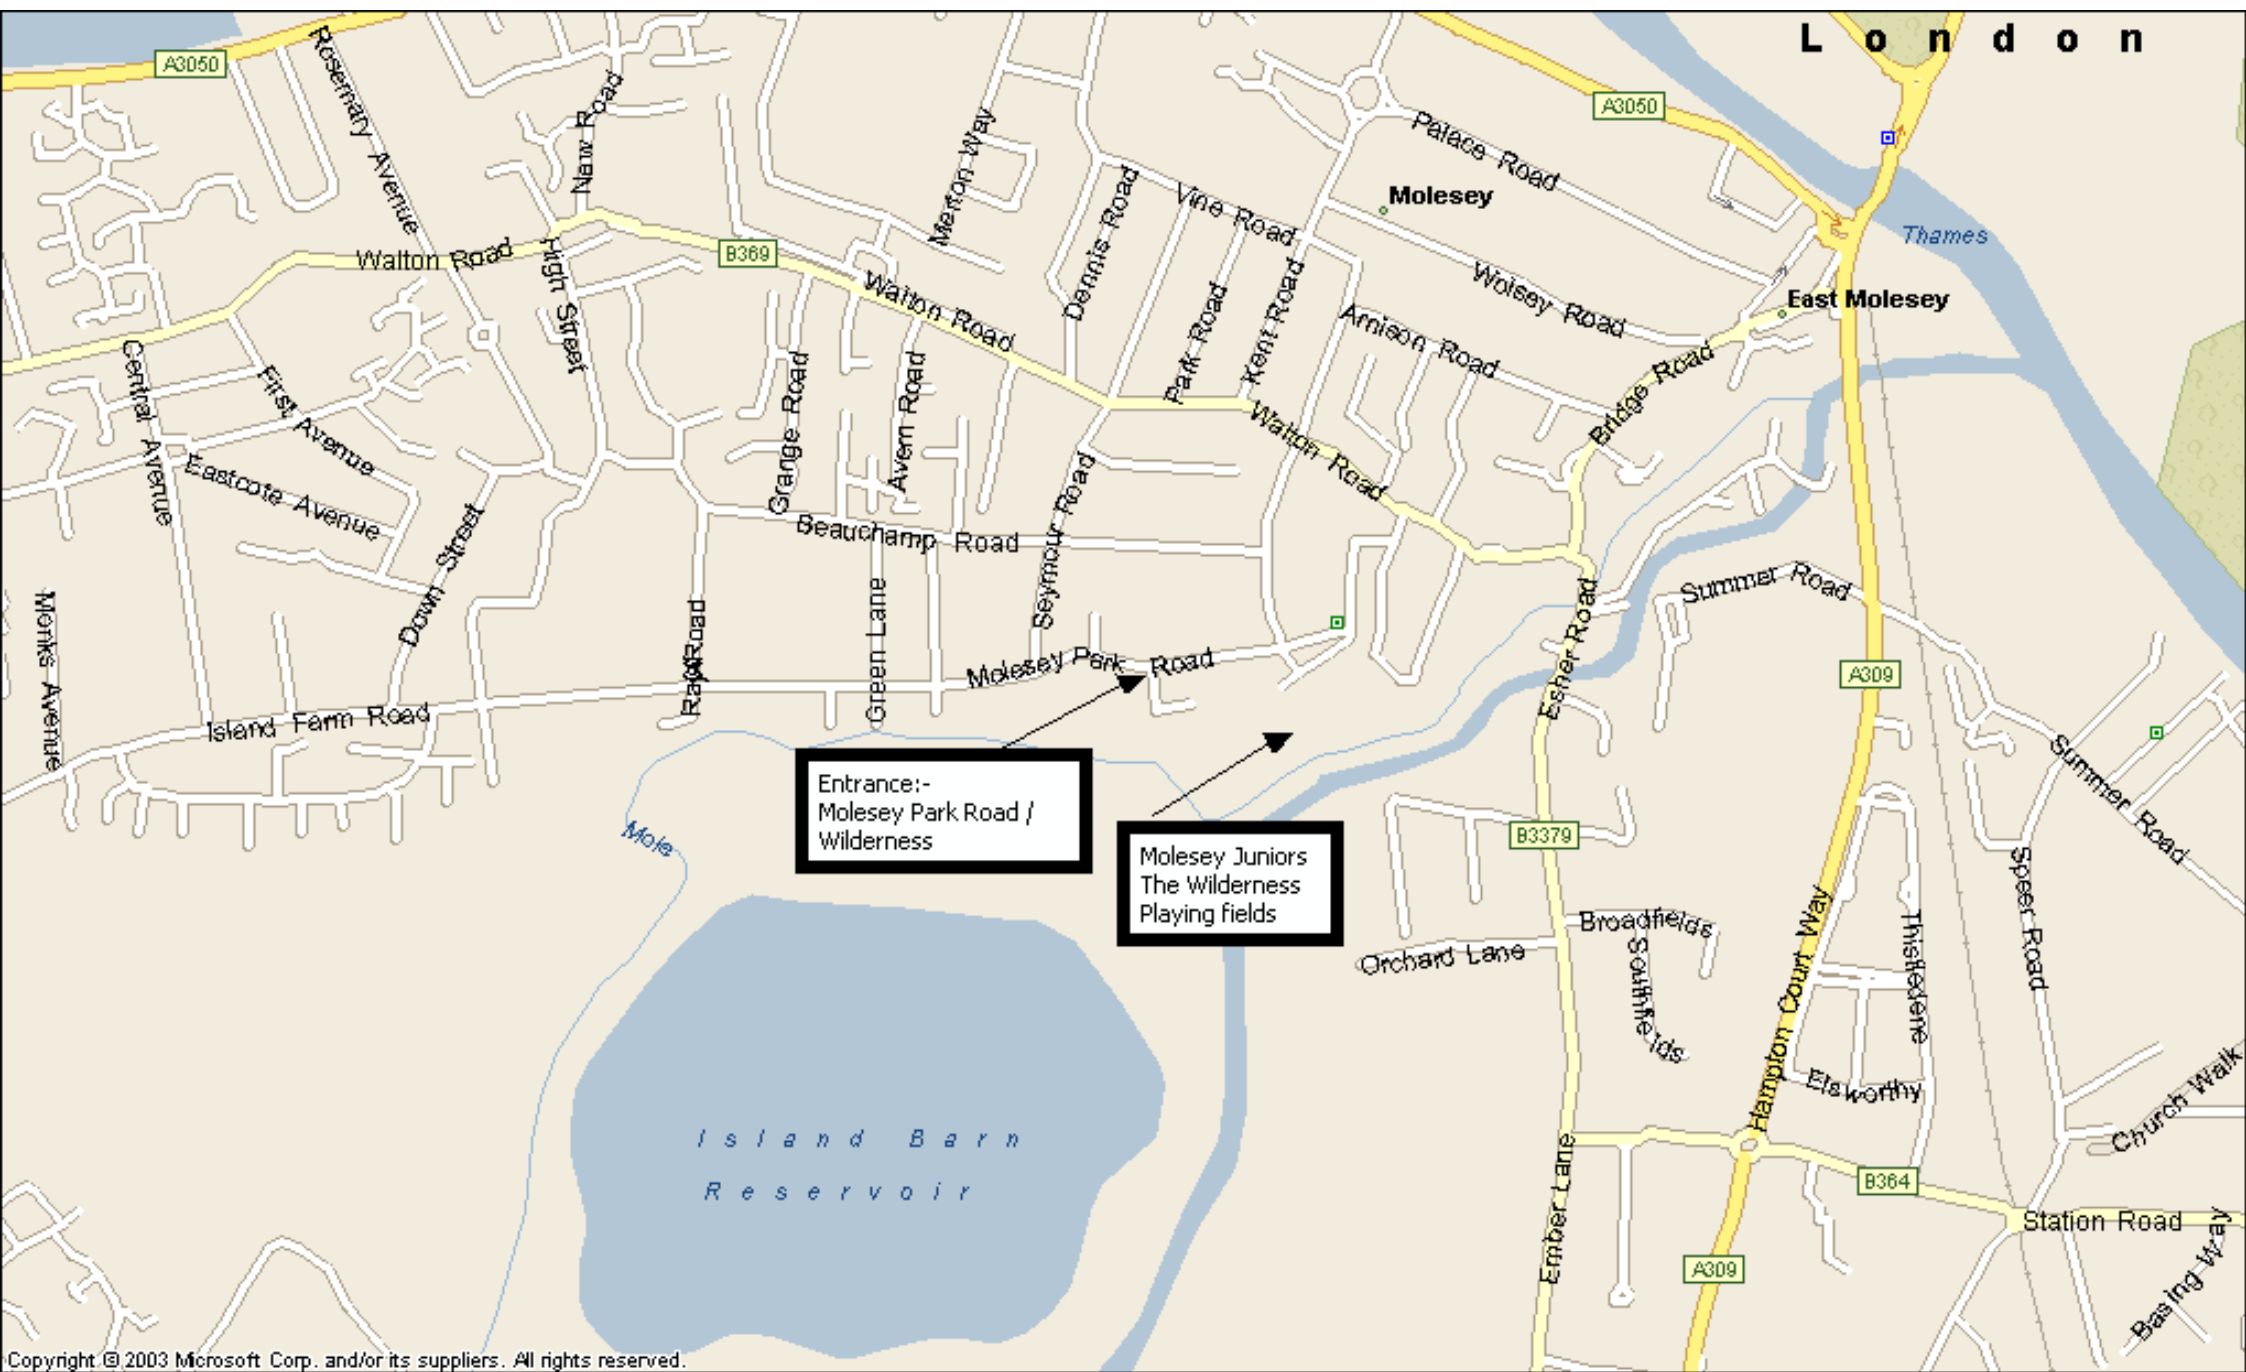 London
A3050
Rosemary Avenue
New Road
Merton Way
A3050
Palace Road
Molesey
Vine Road
Dennis Road
Thames
Walton Road
High Street
B369
Walton Road
Wolsey Road
East Molesey
Park Road
Kent Road
Arnison Road
Bridge Road
Central Avenue
First Avenue
Grange Road
Avern Road
Walton Road
Eastcote Avenue
Down Street
Beauchamp Road
Seymour Road
Summer Road
Monks Avenue
Green Lane
Esher Road
Molesey Park Road
A309
Island Farm Road
Entrance:-
Molesey Park Road /
Wilderness
Mole
Molesey Juniors
The Wilderness
Playing fields
B3379
Summer Road
Speer Road
Broadfields
Southfields
Orchard Lane
Hampton Court Way
Thistledene
Elsworthy
Church Walk
Island Barn
Reservoir
Ember Lane
B364
Station Road
A309
Basing Way
Copyright © 2003 Microsoft Corp. and/or its suppliers. All rights reserved.